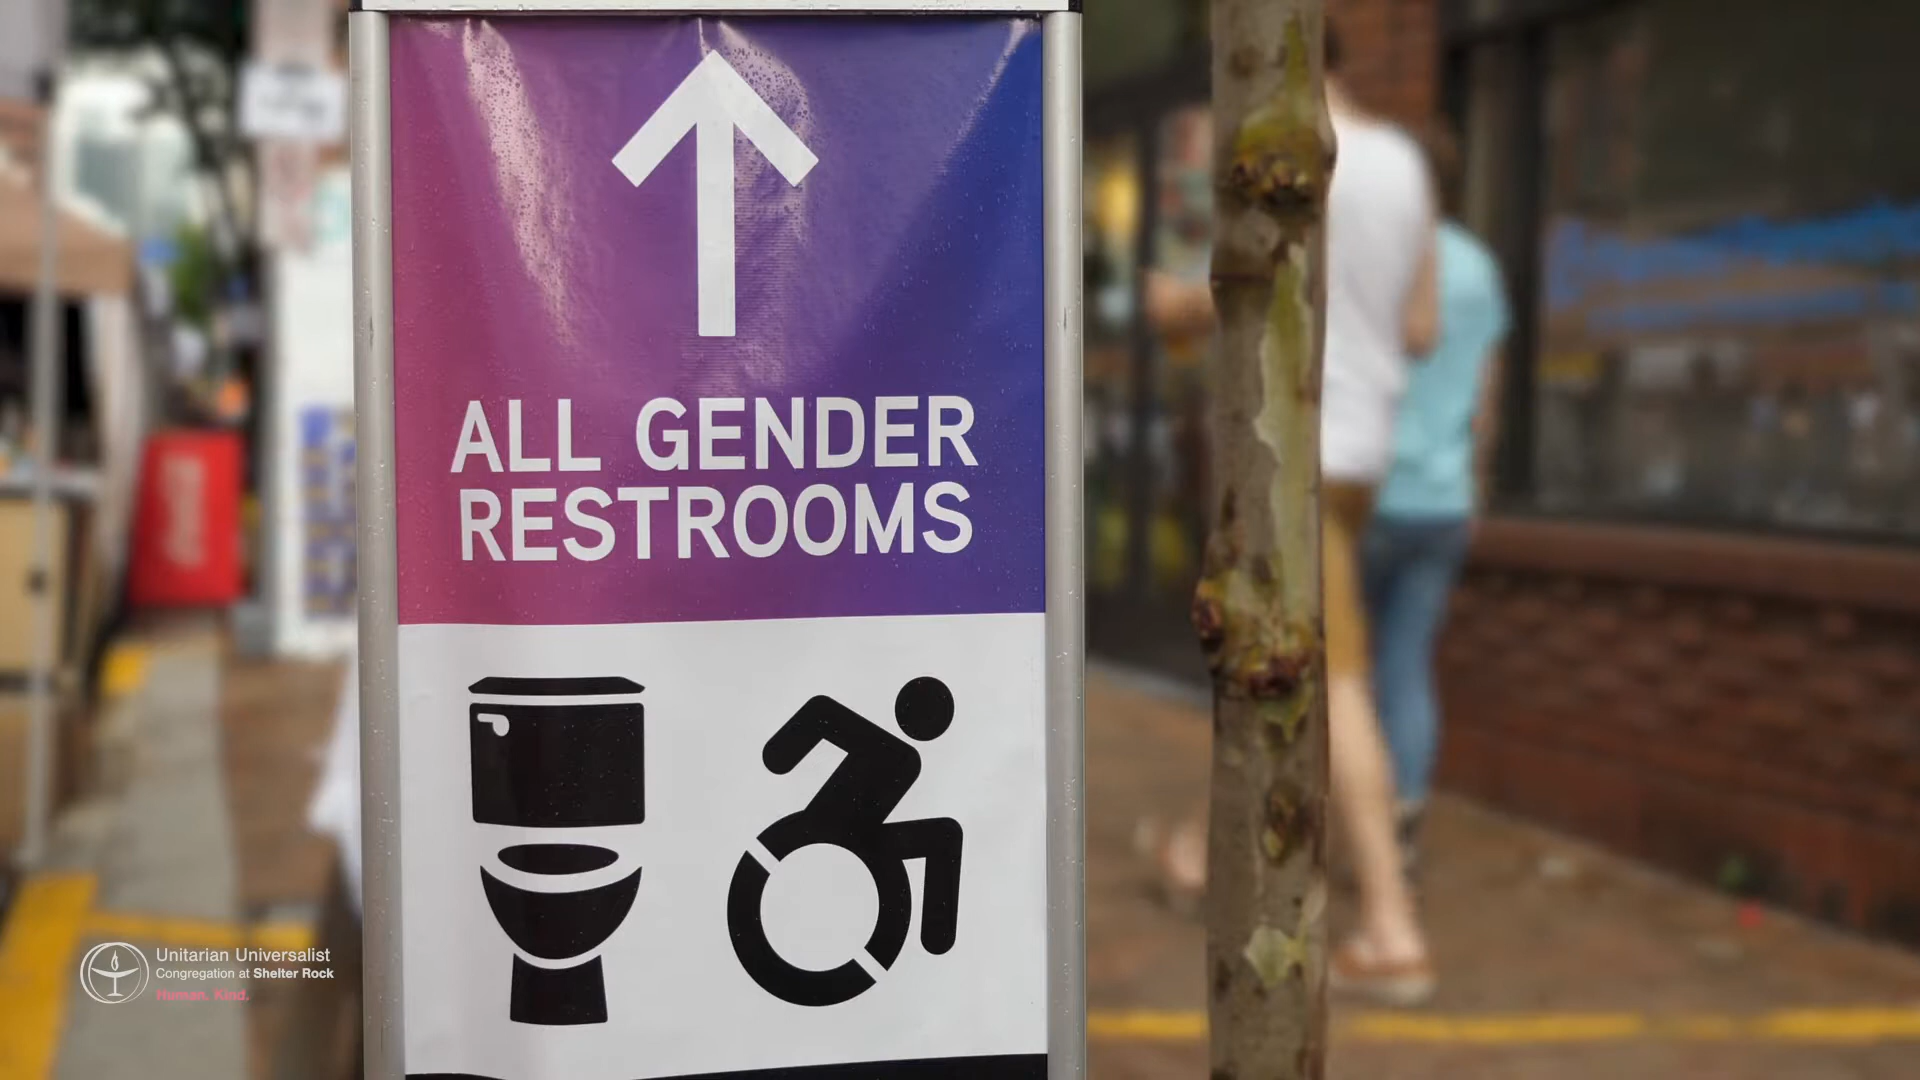 ALL GENDER
RESTROOMS
Unitarian Universalist
Congregation at Shelter Rock
Human. Kind.